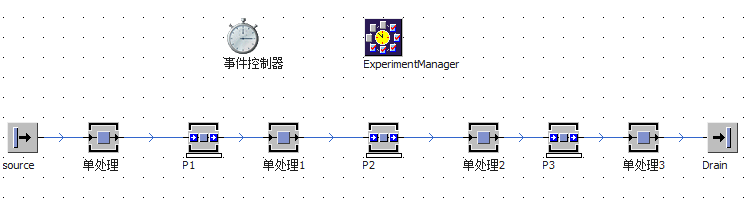 事件控制器
ExperimentManager
source
单处理
P1
单处理1
P2
单处理2
P3
单处理3
Drain